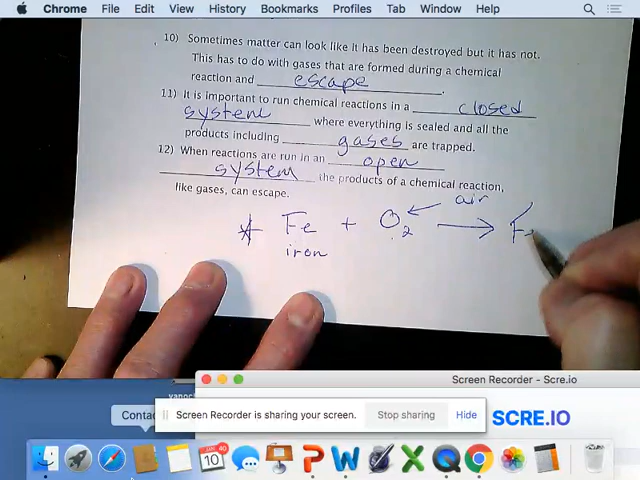 Chrome File Edit View History Bookmarks Profiles Tab Window Help
10) Sometimes matter can look like it has been destroyed but it has not.
This has to do with gases that are formed during a chemical
reaction and escape.
11) It is important to run chemical reactions in a closed
system where everything is sealed and all the
products including gases are trapped.
12) When reactions are run in an open
system the products of a chemical reaction,
like gases, can escape.
air
Fe + O2 → F
iron
Screen Recorder - Scre.io
Contac
Screen Recorder is sharing your screen. Stop sharing Hide
SCRE.IO
10